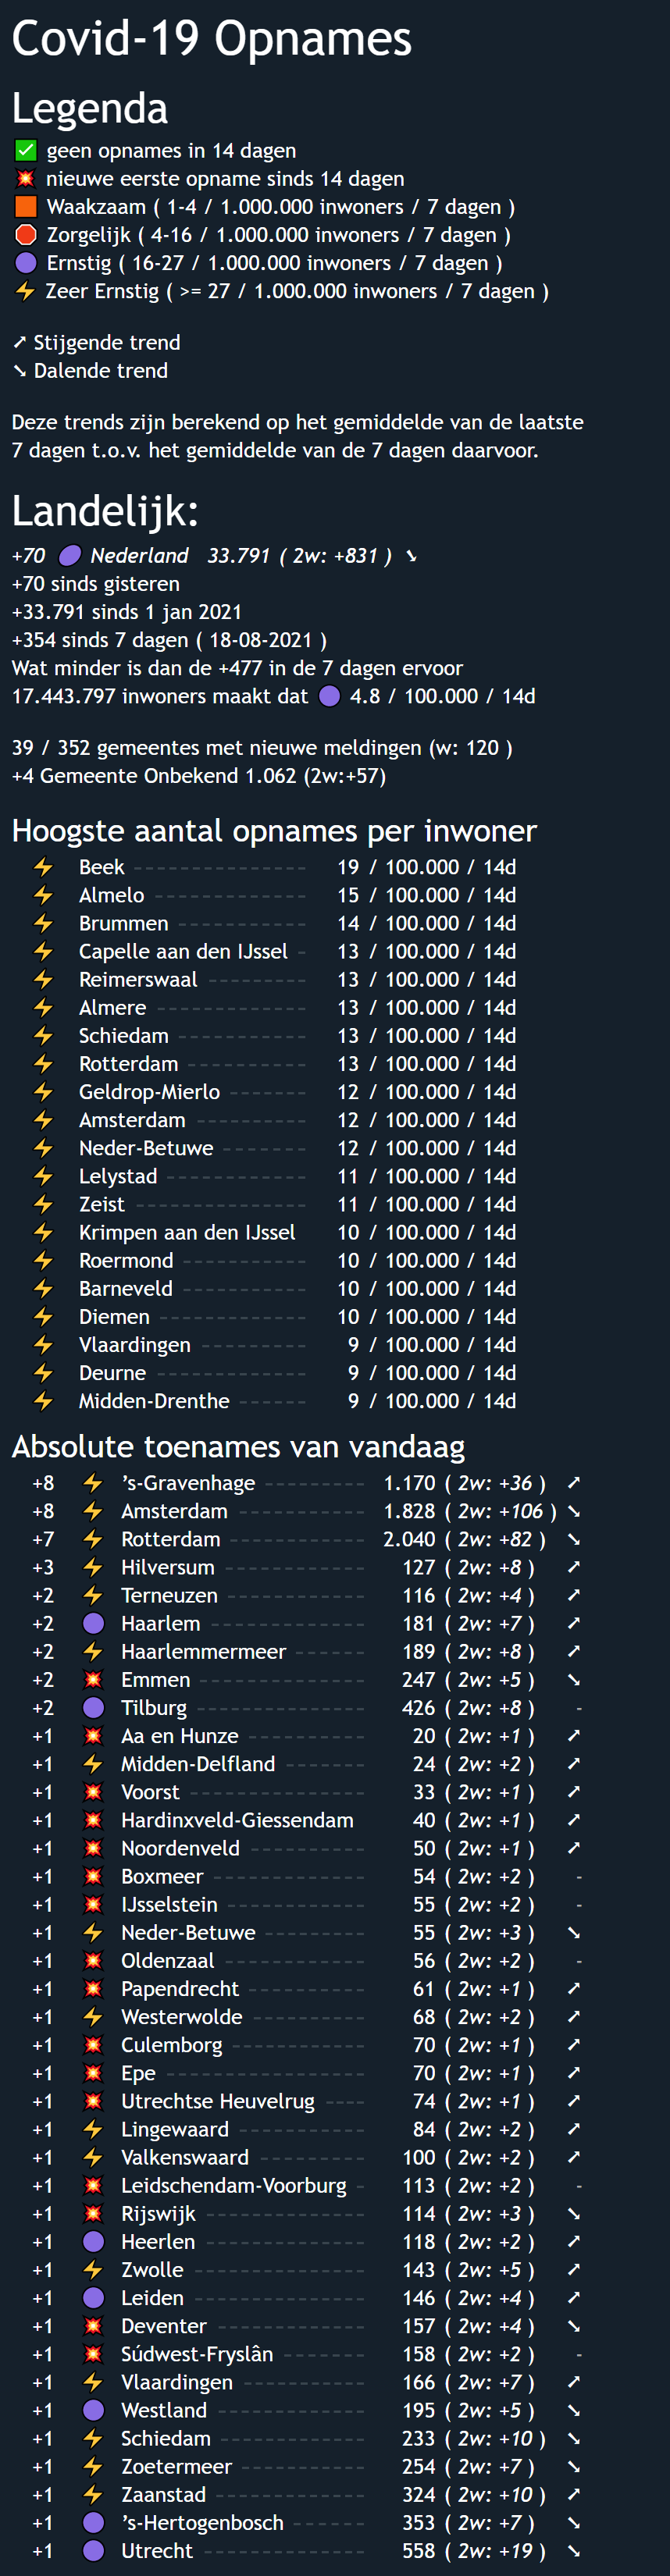 Covid-19 Opnames
Legenda
✅ geen opnames in 14 dagen
💥 nieuwe eerste opname sinds 14 dagen
🟧 Waakzaam ( 1-4 / 1.000.000 inwoners / 7 dagen )
🛑 Zorgelijk ( 4-16 / 1.000.000 inwoners / 7 dagen )
🟣 Ernstig ( 16-27 / 1.000.000 inwoners / 7 dagen )
⚡ Zeer Ernstig ( >= 27 / 1.000.000 inwoners / 7 dagen )
➚ Stijgende trend
➘ Dalende trend
Deze trends zijn berekend op het gemiddelde van de laatste
7 dagen t.o.v. het gemiddelde van de 7 dagen daarvoor.
Landelijk:
+70 🟣 Nederland 33.791 ( 2w: +831 ) ➘
+70 sinds gisteren
+33.791 sinds 1 jan 2021
+354 sinds 7 dagen ( 18-08-2021 )
Wat minder is dan de +477 in de 7 dagen ervoor
17.443.797 inwoners maakt dat 🟣 4.8 / 100.000 / 14d
39 / 352 gemeentes met nieuwe meldingen (w: 120 )
+4 Gemeente Onbekend 1.062 (2w:+57)
Hoogste aantal opnames per inwoner
⚡ Beek 19 / 100.000 / 14d
⚡ Almelo 15 / 100.000 / 14d
⚡ Brummen 14 / 100.000 / 14d
⚡ Capelle aan den IJssel 13 / 100.000 / 14d
⚡ Reimerswaal 13 / 100.000 / 14d
⚡ Almere 13 / 100.000 / 14d
⚡ Schiedam 13 / 100.000 / 14d
⚡ Rotterdam 13 / 100.000 / 14d
⚡ Geldrop-Mierlo 12 / 100.000 / 14d
⚡ Amsterdam 12 / 100.000 / 14d
⚡ Neder-Betuwe 12 / 100.000 / 14d
⚡ Lelystad 11 / 100.000 / 14d
⚡ Zeist 11 / 100.000 / 14d
⚡ Krimpen aan den IJssel 10 / 100.000 / 14d
⚡ Roermond 10 / 100.000 / 14d
⚡ Barneveld 10 / 100.000 / 14d
⚡ Diemen 10 / 100.000 / 14d
⚡ Vlaardingen 9 / 100.000 / 14d
⚡ Deurne 9 / 100.000 / 14d
⚡ Midden-Drenthe 9 / 100.000 / 14d
Absolute toenames van vandaag
+8 ⚡ ’s-Gravenhage 1.170 ( 2w: +36 ) ➚
+8 ⚡ Amsterdam 1.828 ( 2w: +106 ) ➘
+7 ⚡ Rotterdam 2.040 ( 2w: +82 ) ➘
+3 ⚡ Hilversum 127 ( 2w: +8 ) ➚
+2 ⚡ Terneuzen 116 ( 2w: +4 ) ➚
+2 🟣 Haarlem 181 ( 2w: +7 ) ➚
+2 ⚡ Haarlemmermeer 189 ( 2w: +8 ) ➚
+2 💥 Emmen 247 ( 2w: +5 ) ➘
+2 🟣 Tilburg 426 ( 2w: +8 ) -
+1 💥 Aa en Hunze 20 ( 2w: +1 ) ➚
+1 ⚡ Midden-Delfland 24 ( 2w: +2 ) ➚
+1 💥 Voorst 33 ( 2w: +1 ) ➚
+1 💥 Hardinxveld-Giessendam 40 ( 2w: +1 ) ➚
+1 💥 Noordenveld 50 ( 2w: +1 ) ➚
+1 💥 Boxmeer 54 ( 2w: +2 ) -
+1 💥 IJsselstein 55 ( 2w: +2 ) -
+1 ⚡ Neder-Betuwe 55 ( 2w: +3 ) ➘
+1 💥 Oldenzaal 56 ( 2w: +2 ) -
+1 💥 Papendrecht 61 ( 2w: +1 ) ➚
+1 ⚡ Westerwolde 68 ( 2w: +2 ) ➚
+1 💥 Culemborg 70 ( 2w: +1 ) ➚
+1 💥 Epe 70 ( 2w: +1 ) ➚
+1 💥 Utrechtse Heuvelrug 74 ( 2w: +1 ) ➚
+1 ⚡ Lingewaard 84 ( 2w: +2 ) ➚
+1 ⚡ Valkenswaard 100 ( 2w: +2 ) ➚
+1 💥 Leidschendam-Voorburg 113 ( 2w: +2 ) -
+1 💥 Rijswijk 114 ( 2w: +3 ) ➘
+1 🟣 Heerlen 118 ( 2w: +2 ) ➚
+1 ⚡ Zwolle 143 ( 2w: +5 ) ➚
+1 🟣 Leiden 146 ( 2w: +4 ) ➚
+1 💥 Deventer 157 ( 2w: +4 ) ➘
+1 💥 Súdwest-Fryslân 158 ( 2w: +2 ) -
+1 ⚡ Vlaardingen 166 ( 2w: +7 ) ➚
+1 🟣 Westland 195 ( 2w: +5 ) ➘
+1 ⚡ Schiedam 233 ( 2w: +10 ) ➘
+1 ⚡ Zoetermeer 254 ( 2w: +7 ) ➘
+1 ⚡ Zaanstad 324 ( 2w: +10 ) ➚
+1 🟣 ’s-Hertogenbosch 353 ( 2w: +7 ) ➘
+1 🟣 Utrecht 558 ( 2w: +19 ) ➘